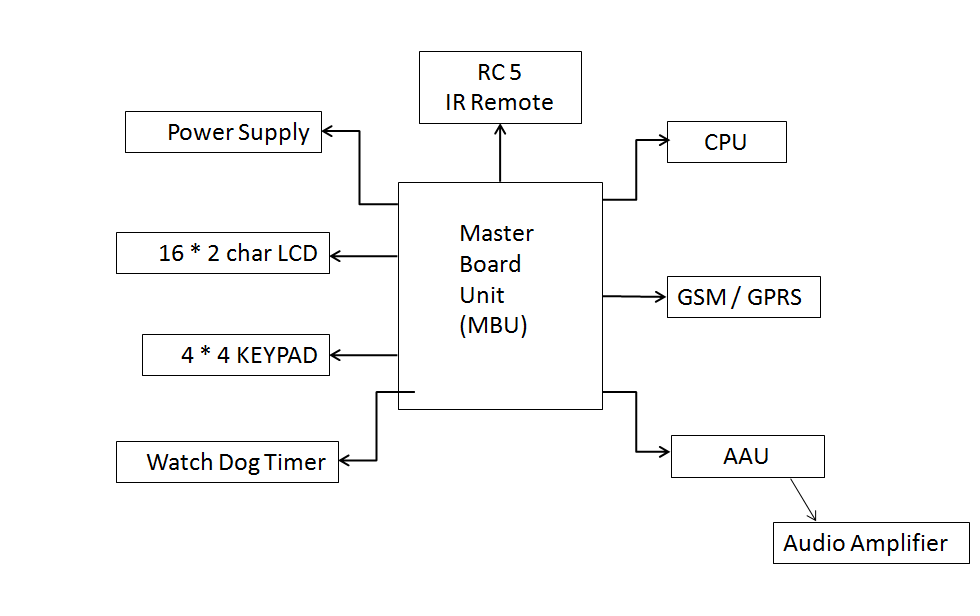 RC 5
IR Remote
Power Supply
CPU
Master
Board
Unit
(MBU)
16 * 2 char LCD
GSM / GPRS
4 * 4 KEYPAD
Watch Dog Timer
AAU
Audio Amplifier